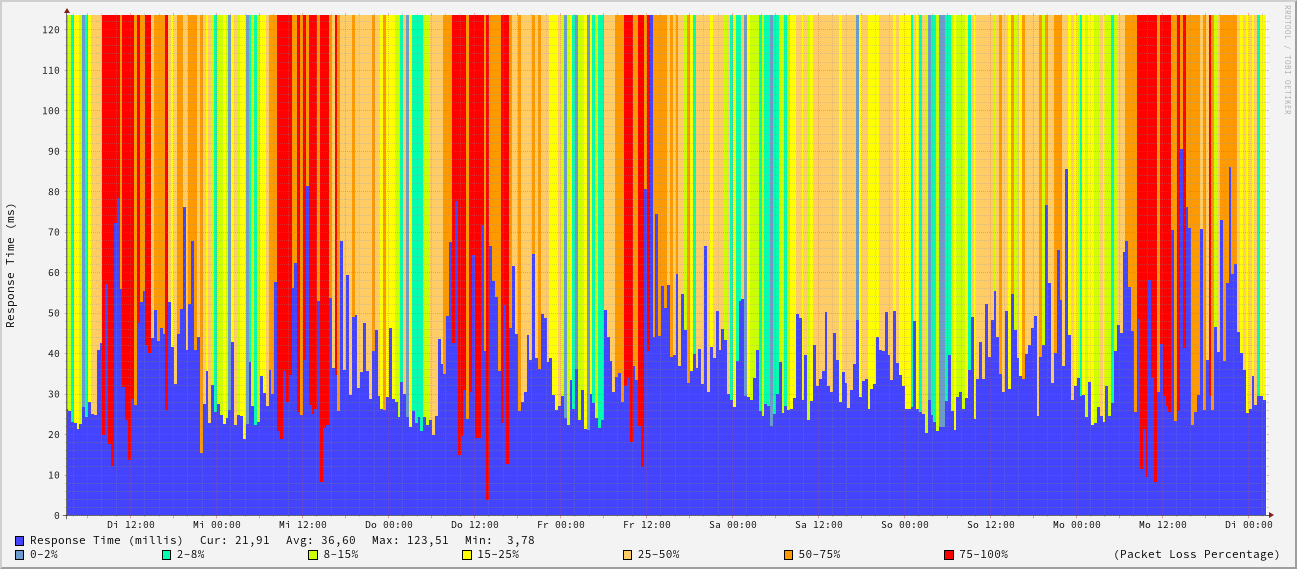 RRDTOOL / TOBI OETIKER
Response Time (ms)
120
110
100
90
80
70
60
50
40
30
20
10
0
Di 12:00 Mi 00:00 Mi 12:00 Do 00:00 Do 12:00 Fr 00:00 Fr 12:00 Sa 00:00 Sa 12:00 So 00:00 So 12:00 Mo 00:00 Mo 12:00 Di 00:00
Response Time (millis) Cur: 21,91 Avg: 36,60 Max: 123,51 Min: 3,78
0-2% 2-8% 8-15% 15-25% 25-50% 50-75% 75-100% (Packet Loss Percentage)